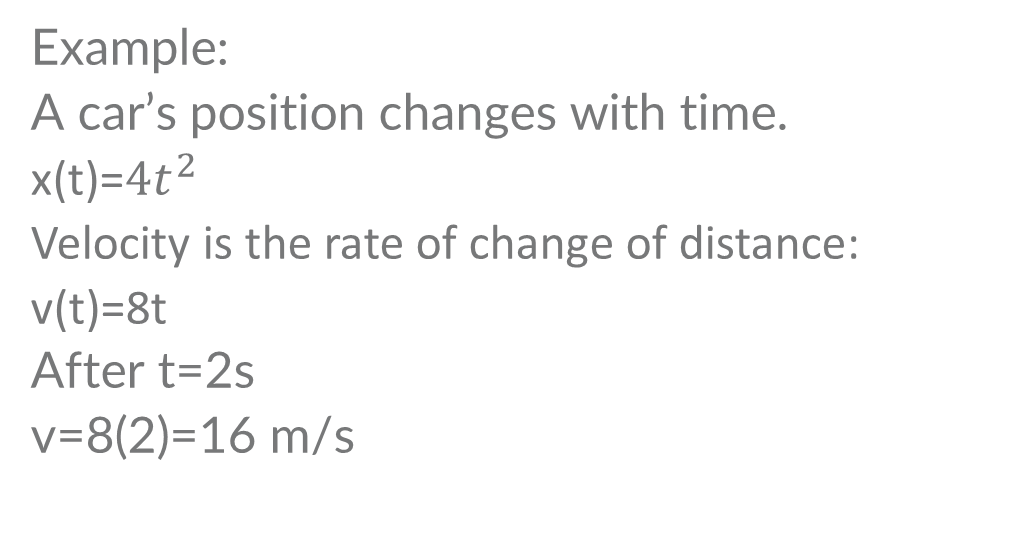 Example:
A car’s position changes with time.
x(t)=4t²
Velocity is the rate of change of distance:
v(t)=8t
After t=2s
v=8(2)=16 m/s